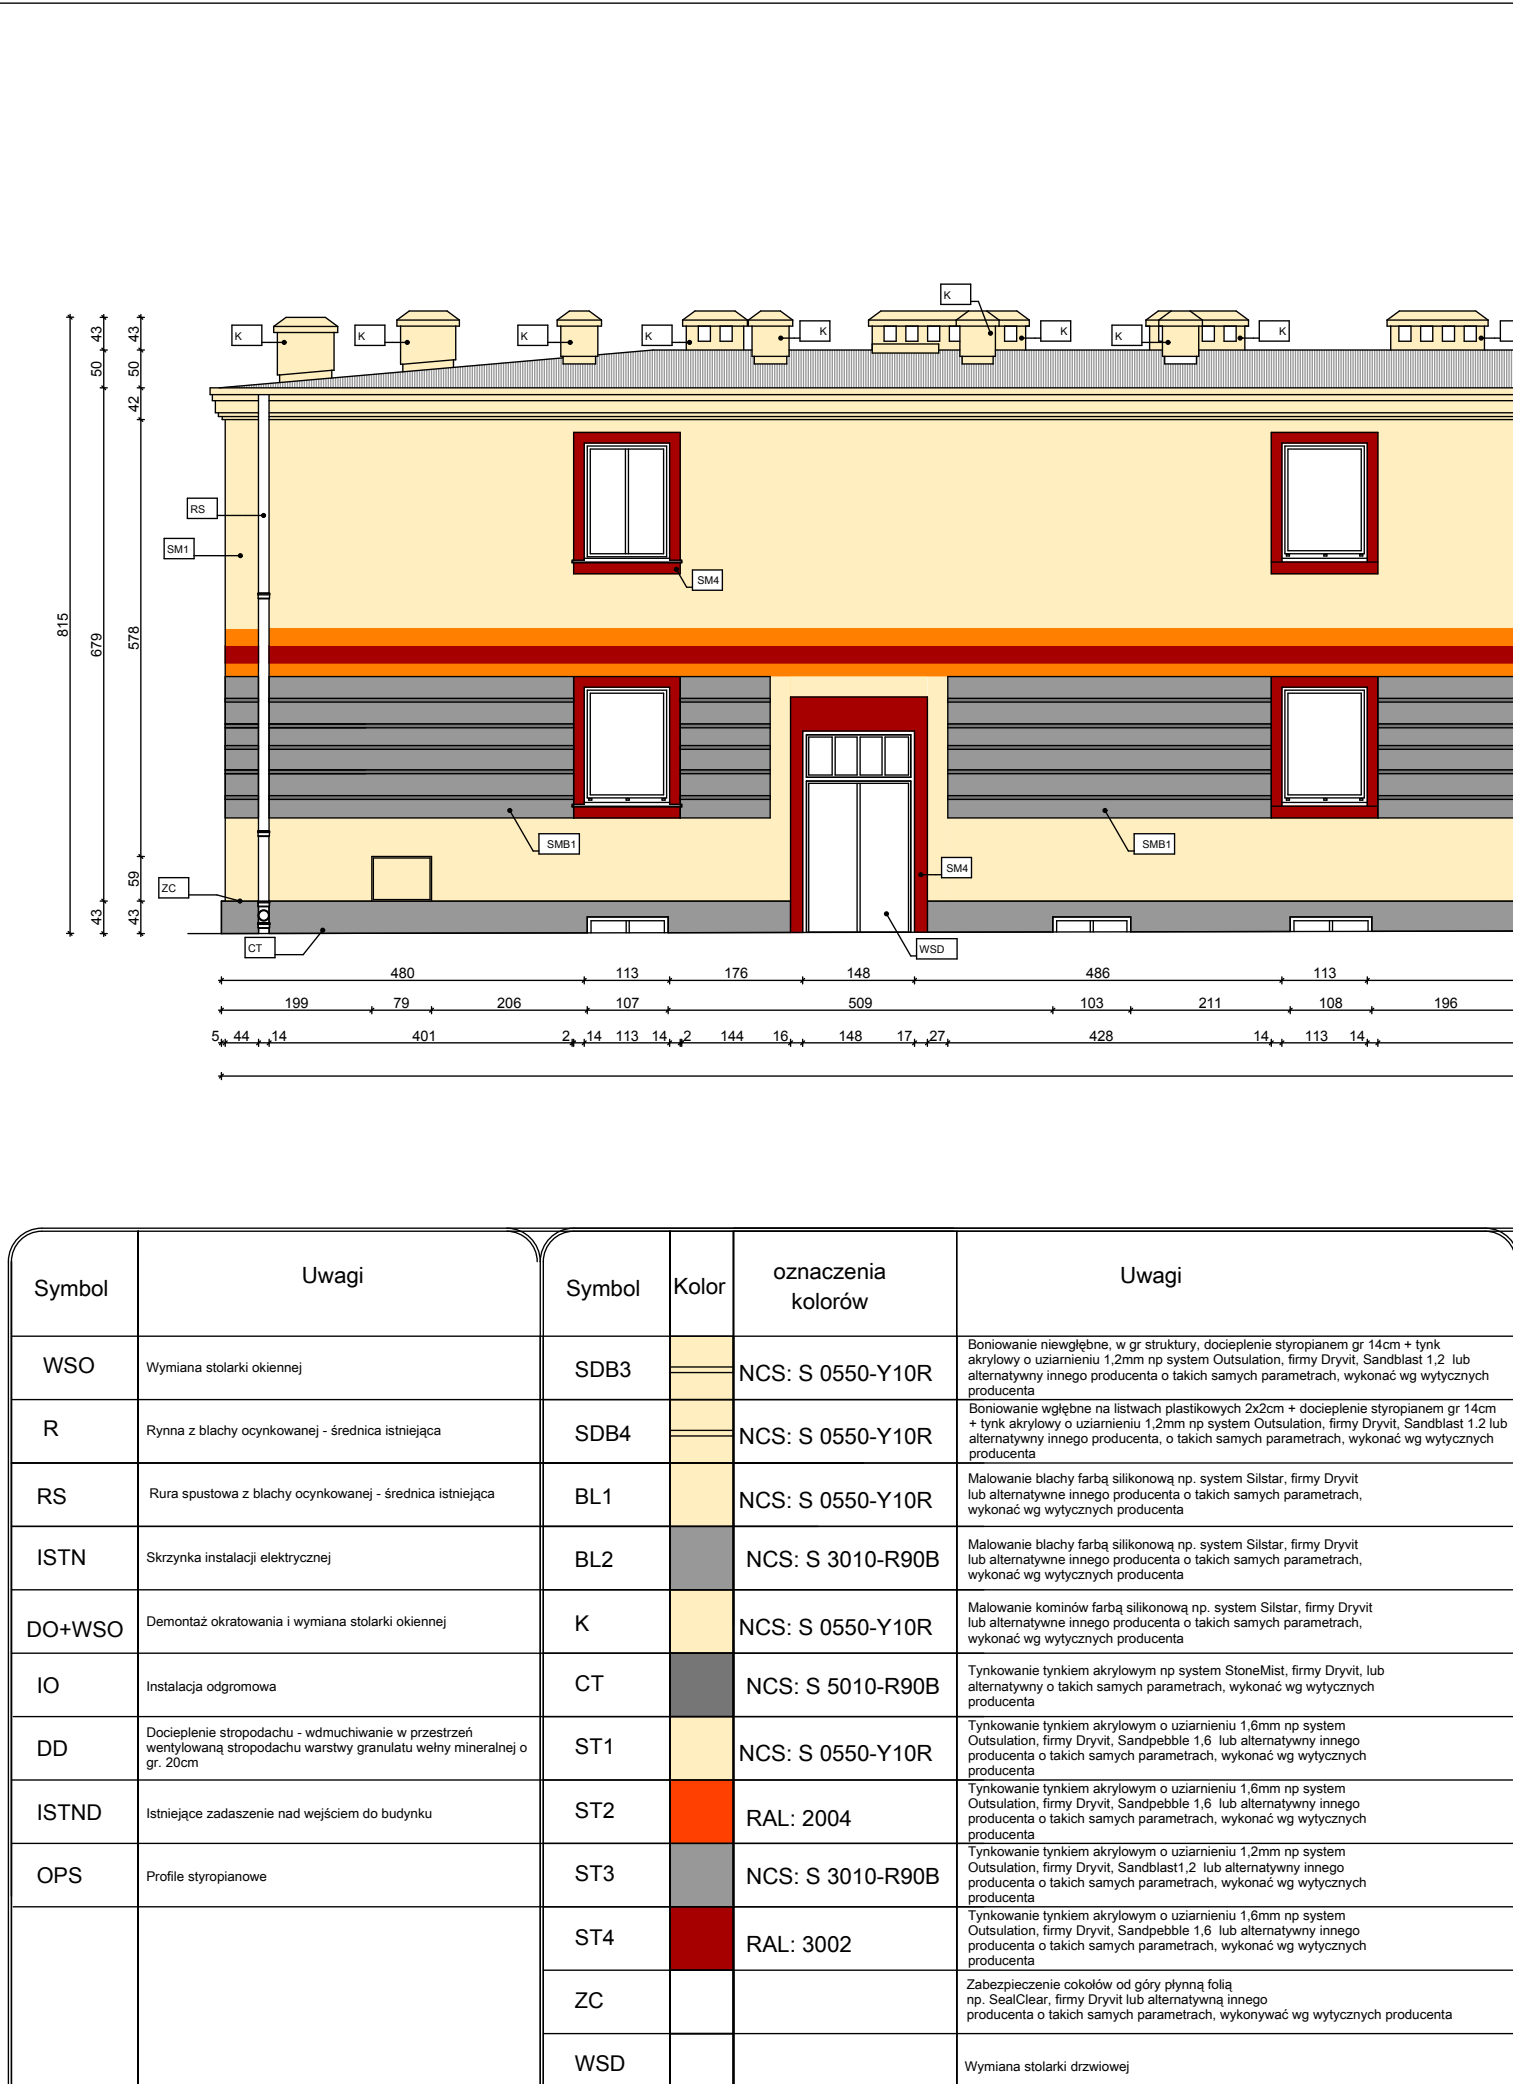 K
K
K
K
K
K
K
K
K
K
RS
SM1
SM4
SMB1
SMB1
SM4
ZC
CT
WSD
815
43
50
679
43
43
50
42
578
59
43
480
113
176
148
486
113
199
79
206
107
509
103
211
108
196
5
44
14
401
2
14
113
14
2
144
16
148
17
27
428
14
113
14
Symbol
Uwagi
WSO
Wymiana stolarki okiennej
R
Rynna z blachy ocynkowanej - średnica istniejąca
RS
Rura spustowa z blachy ocynkowanej - średnica istniejąca
ISTN
Skrzynka instalacji elektrycznej
DO+WSO
Demontaż okratowania i wymiana stolarki okiennej
IO
Instalacja odgromowa
DD
Docieplenie stropodachu - wdmuchiwanie w przestrzeń
wentylowaną stropodachu warstwy granulatu wełny mineralnej o
gr. 20cm
ISTND
Istniejące zadaszenie nad wejściem do budynku
OPS
Profile styropianowe
Symbol
Kolor
oznaczenia
kolorów
Uwagi
SDB3
NCS: S 0550-Y10R
Boniowanie niewgłębne, w gr struktury, docieplenie styropianem gr 14cm + tynk
akrylowy o uziarnieniu 1,2mm np system Outsulation, firmy Dryvit, Sandblast 1,2 lub
alternatywny innego producenta o takich samych parametrach, wykonać wg wytycznych
producenta
SDB4
NCS: S 0550-Y10R
Boniowanie wgłębne na listwach plastikowych 2x2cm + docieplenie styropianem gr 14cm
+ tynk akrylowy o uziarnieniu 1,2mm np system Outsulation, firmy Dryvit, Sandblast 1.2 lub
alternatywny innego producenta, o takich samych parametrach, wykonać wg wytycznych
producenta
BL1
NCS: S 0550-Y10R
Malowanie blachy farbą silikonową np. system Silstar, firmy Dryvit
lub alternatywne innego producenta o takich samych parametrach,
wykonać wg wytycznych producenta
BL2
NCS: S 3010-R90B
Malowanie blachy farbą silikonową np. system Silstar, firmy Dryvit
lub alternatywne innego producenta o takich samych parametrach,
wykonać wg wytycznych producenta
K
NCS: S 0550-Y10R
Malowanie kominów farbą silikonową np. system Silstar, firmy Dryvit
lub alternatywne innego producenta o takich samych parametrach,
wykonać wg wytycznych producenta
CT
NCS: S 5010-R90B
Tynkowanie tynkiem akrylowym np system StoneMist, firmy Dryvit, lub
alternatywny o takich samych parametrach, wykonać wg wytycznych
producenta
ST1
NCS: S 0550-Y10R
Tynkowanie tynkiem akrylowym o uziarnieniu 1,6mm np system
Outsulation, firmy Dryvit, Sandpebble 1,6 lub alternatywny innego
producenta o takich samych parametrach, wykonać wg wytycznych
producenta
ST2
RAL: 2004
Tynkowanie tynkiem akrylowym o uziarnieniu 1,6mm np system
Outsulation, firmy Dryvit, Sandpebble 1,6 lub alternatywny innego
producenta o takich samych parametrach, wykonać wg wytycznych
producenta
ST3
NCS: S 3010-R90B
Tynkowanie tynkiem akrylowym o uziarnieniu 1,2mm np system
Outsulation, firmy Dryvit, Sandblast1,2 lub alternatywny innego
producenta o takich samych parametrach, wykonać wg wytycznych
producenta
ST4
RAL: 3002
Tynkowanie tynkiem akrylowym o uziarnieniu 1,6mm np system
Outsulation, firmy Dryvit, Sandpebble 1,6 lub alternatywny innego
producenta o takich samych parametrach, wykonać wg wytycznych
producenta
ZC
Zabezpieczenie cokołów od góry płynną folią
np. SealClear, firmy Dryvit lub alternatywną innego
producenta o takich samych parametrach, wykonywać wg wytycznych producenta
WSD
Wymiana stolarki drzwiowej